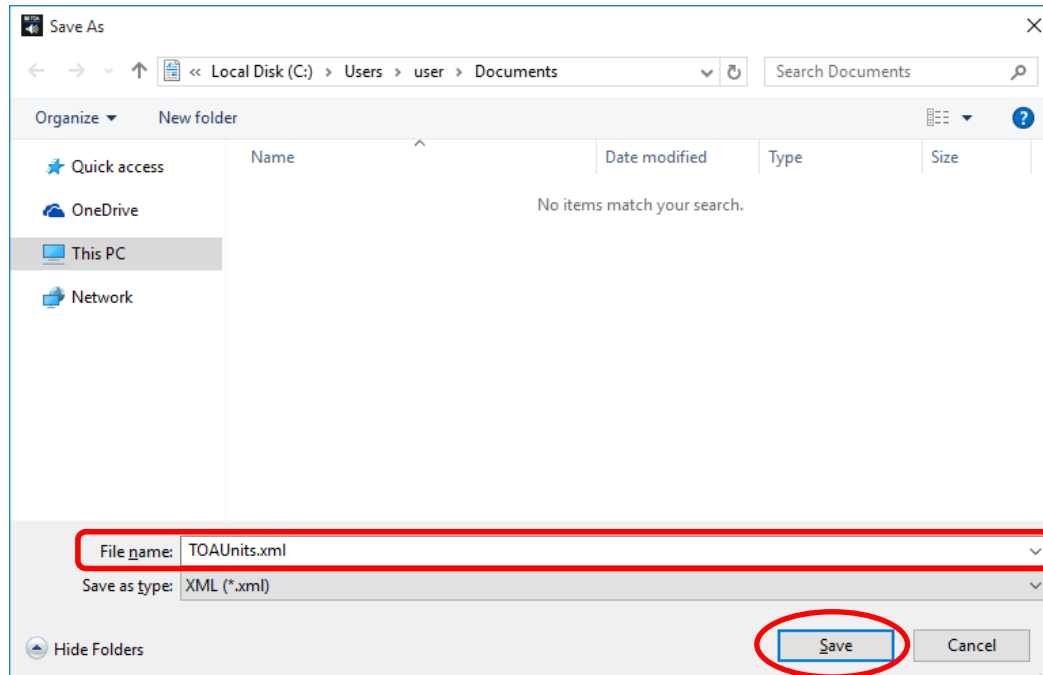 Save As
« Local Disk (C:) › Users › user › Documents
Search Documents
Organize
New folder
?
Quick access
OneDrive
This PC
Network
Name
Date modified
Type
Size
No items match your search.
File name: TOAUnits.xml
Save as type: XML (*.xml)
Hide Folders
Save
Cancel